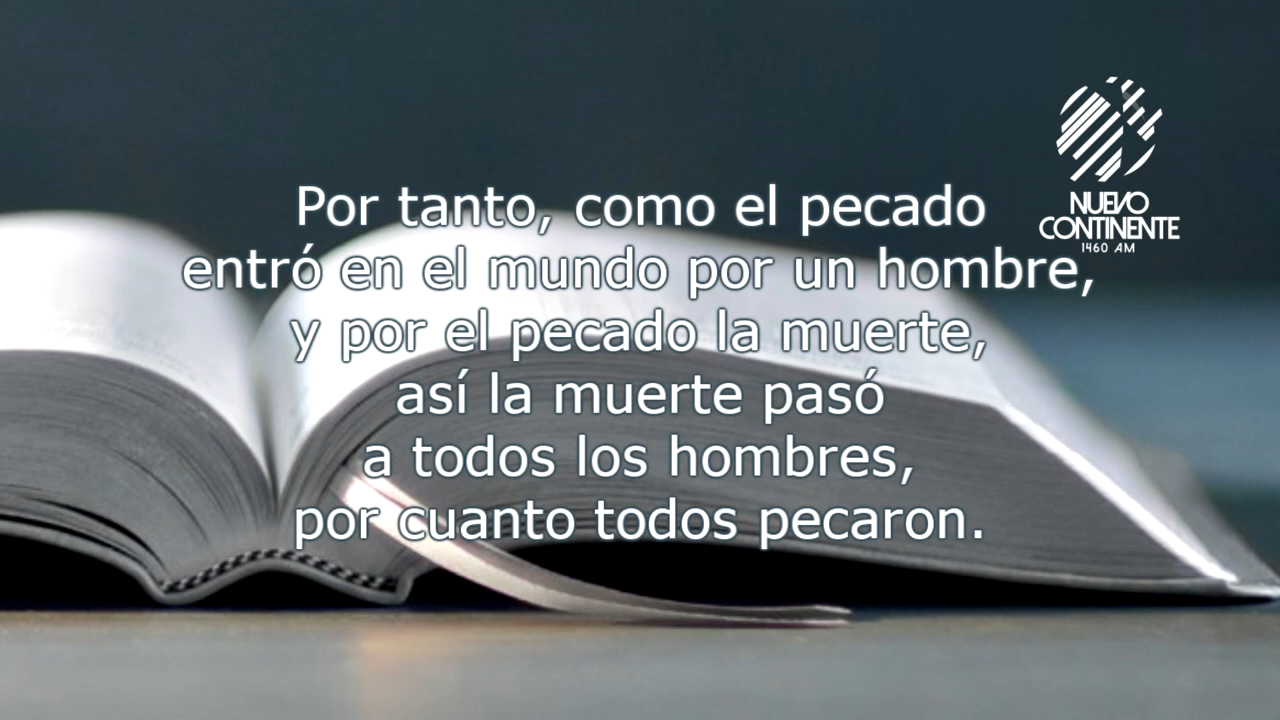 NUEVO
CONTINENTE
1460 AM
Por tanto, como el pecado
entró en el mundo por un hombre,
y por el pecado la muerte,
así la muerte pasó
a todos los hombres,
por cuanto todos pecaron.